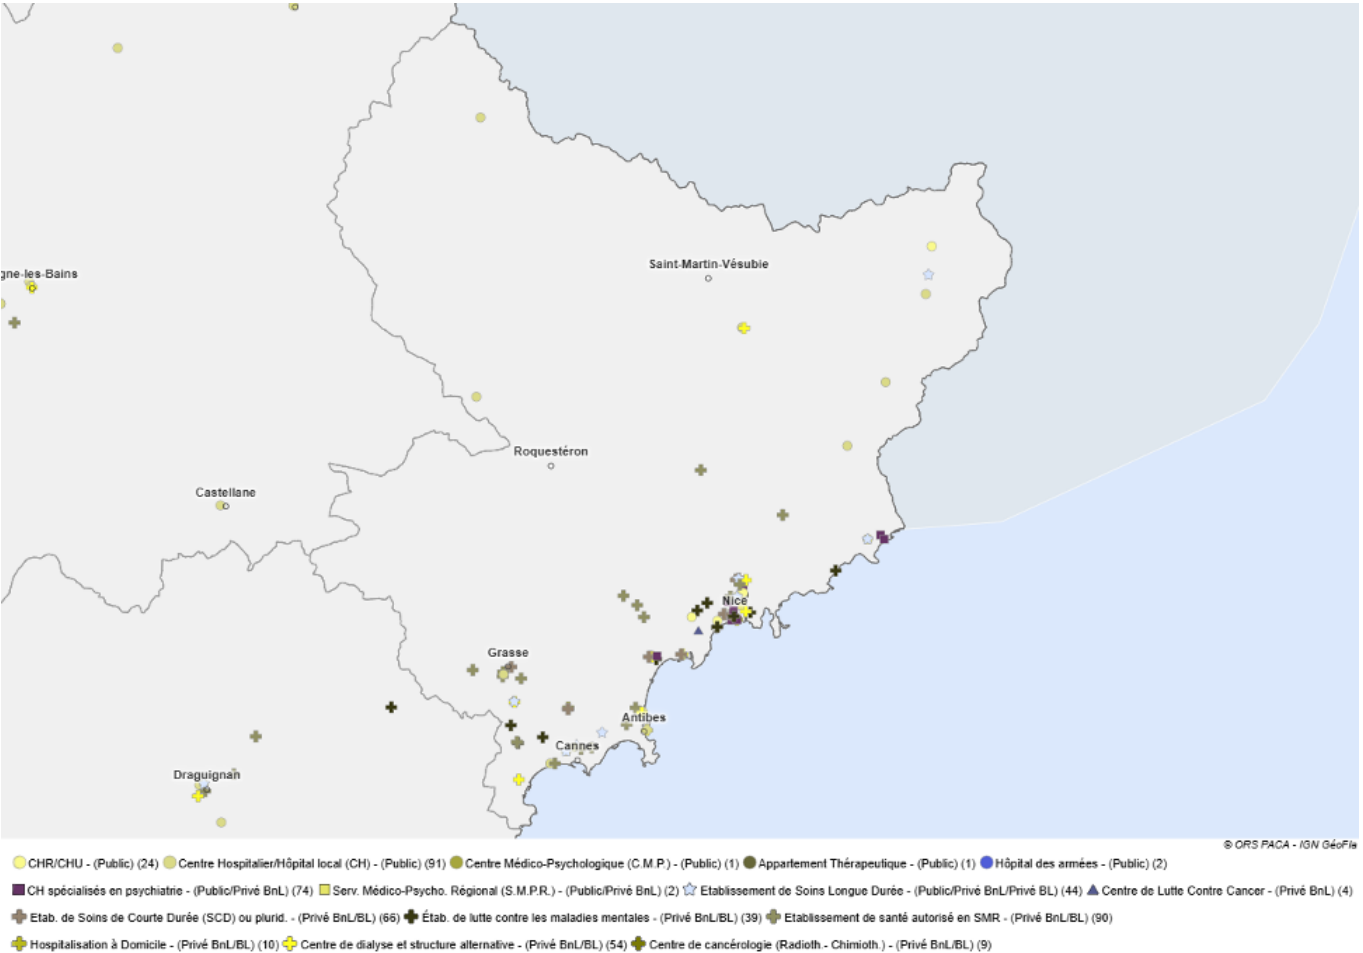 Saint-Martin-Vésubie
gne-les-Bains
Roquestéron
Castellane
Nice
Grasse
Antibes
Cannes
Draguignan
© ORS PACA - IGN GéoFla
CHR/CHU - (Public) (24) Centre Hospitalier/Hôpital local (CH) - (Public) (91) Centre Médico-Psychologique (C.M.P.) - (Public) (1) Appartement Thérapeutique - (Public) (1) Hôpital des armées - (Public) (2)
CH spécialisés en psychiatrie - (Public/Privé BnL) (74) Serv. Médico-Psycho. Régional (S.M.P.R.) - (Public/Privé BnL) (2) Etablissement de Soins Longue Durée - (Public/Privé BnL/Privé BL) (44) Centre de Lutte Contre Cancer - (Privé BnL) (4)
Etab. de Soins de Courte Durée (SCD) ou plurid. - (Privé BnL/BL) (66) Étab. de lutte contre les maladies mentales - (Privé BnL/BL) (39) Etablissement de santé autorisé en SMR - (Privé BnL/BL) (90)
Hospitalisation à Domicile - (Privé BnL/BL) (10) Centre de dialyse et structure alternative - (Privé BnL/BL) (54) Centre de cancérologie (Radioth.- Chimioth.) - (Privé BnL/BL) (9)